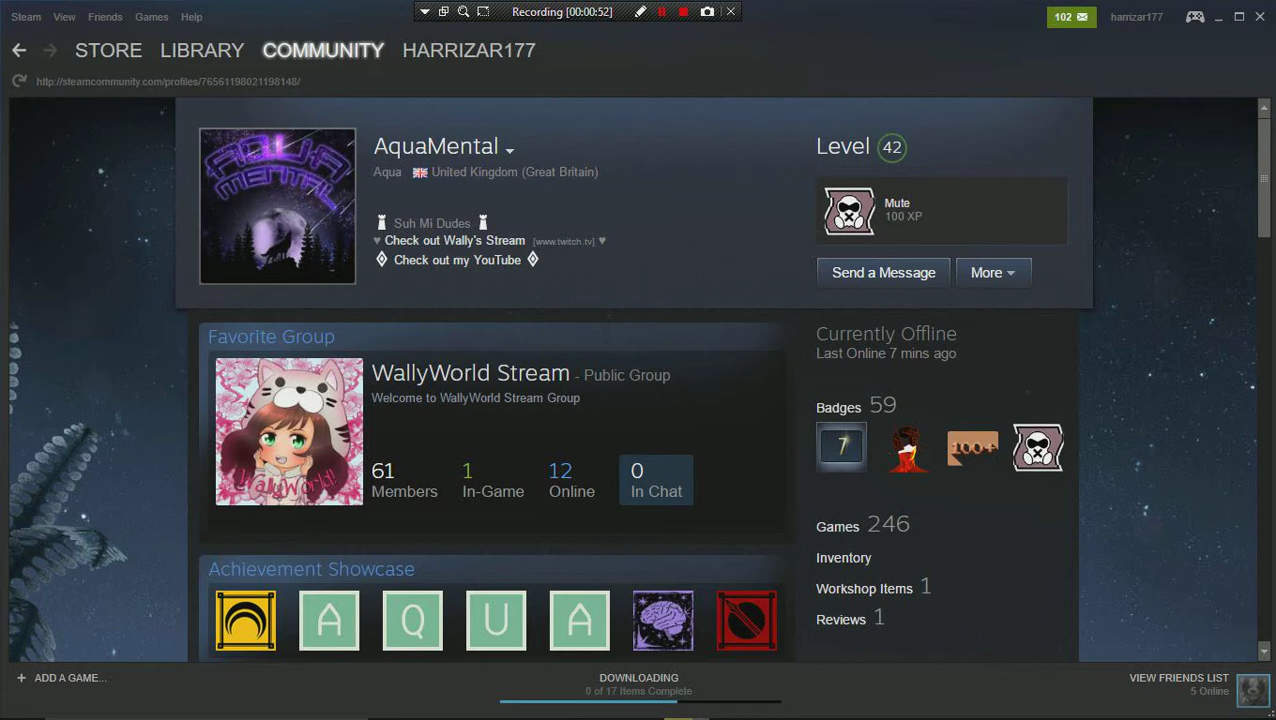 Steam View Friends Games Help
Recording [00:00:52]
102
harrizar177
STORE LIBRARY COMMUNITY HARRIZAR177
http://steamcommunity.com/profiles/76561198021198148/
AQUA
MENTAL
AquaMental
Aqua United Kingdom (Great Britain)
Suh Mi Dudes
Check out Wally's Stream [www.twitch.tv]
Check out my YouTube
Level 42
Mute
100 XP
Send a Message
More
Favorite Group
WallyWorld!
WallyWorld Stream - Public Group
Welcome to WallyWorld Stream Group
61 Members
1 In-Game
12 Online
0 In Chat
Currently Offline
Last Online 7 mins ago
Badges 59
7
100+
Games 246
Inventory
Workshop Items 1
Reviews 1
Achievement Showcase
A Q U A
+ ADD A GAME...
DOWNLOADING
0 of 17 Items Complete
VIEW FRIENDS LIST
5 Online